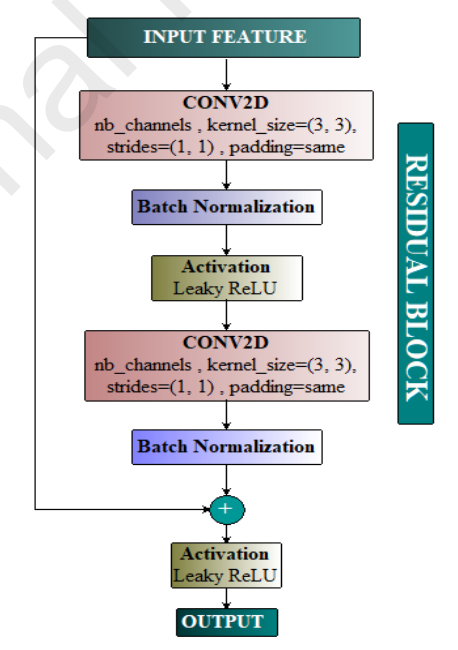 INPUT FEATURE
CONV2D
nb_channels , kernel_size=(3, 3),
strides=(1, 1) , padding=same
Batch Normalization
Activation
Leaky ReLU
CONV2D
nb_channels , kernel_size=(3, 3),
strides=(1, 1) , padding=same
Batch Normalization
+
Activation
Leaky ReLU
OUTPUT
RESIDUAL BLOCK